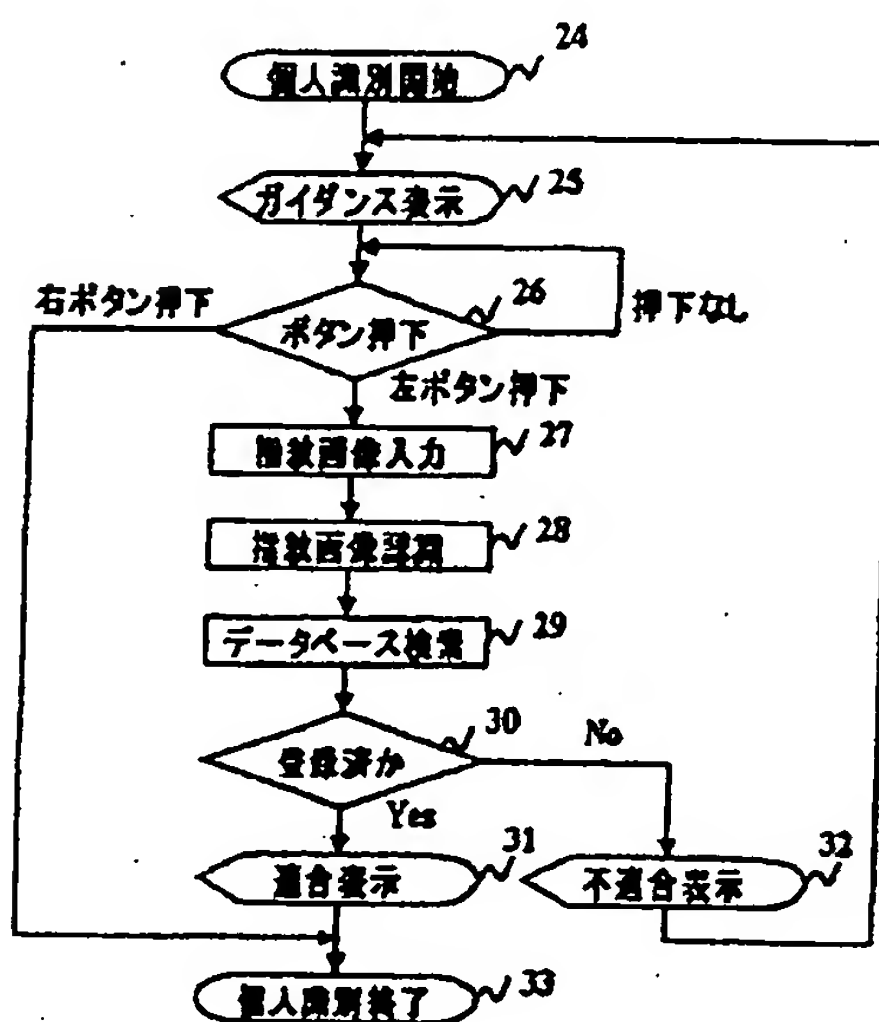 24
個人識別開始
25
ガイダンス表示
26
右ボタン押下
ボタン押下
押下なし
左ボタン押下
27
指紋画像入力
28
指紋画像認識
29
データベース検索
30
登録済か
No
Yes
31
適合表示
32
不適合表示
個人識別終了
33